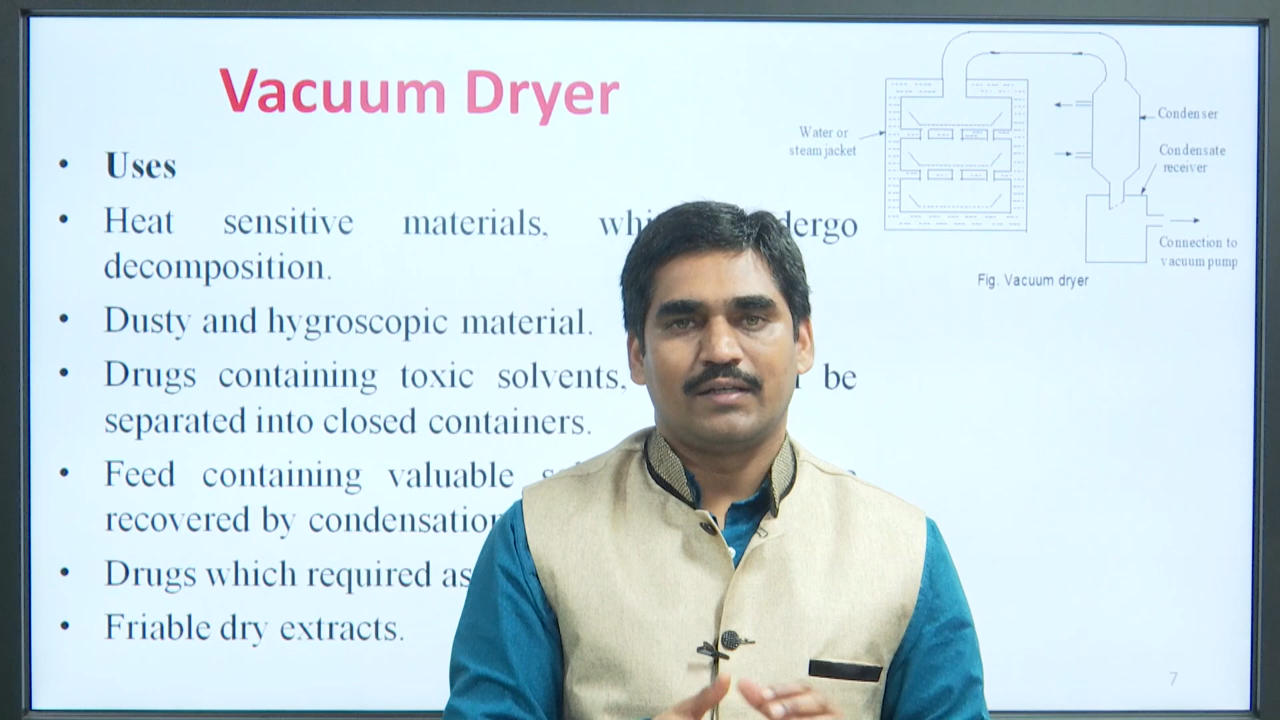 Vacuum Dryer
• Uses
• Heat sensitive materials, dergo
decomposition.
• Dusty and hygroscopic material.
• Drugs containing toxic solvents, be
separated into closed containers.
• Feed containing valuable
recovered by condensation
• Drugs which required
• Friable dry extracts.
Water or
steam jacket
Condenser
Condensate
receiver
Connection to
vacuum pump
Fig. Vacuum dryer
7